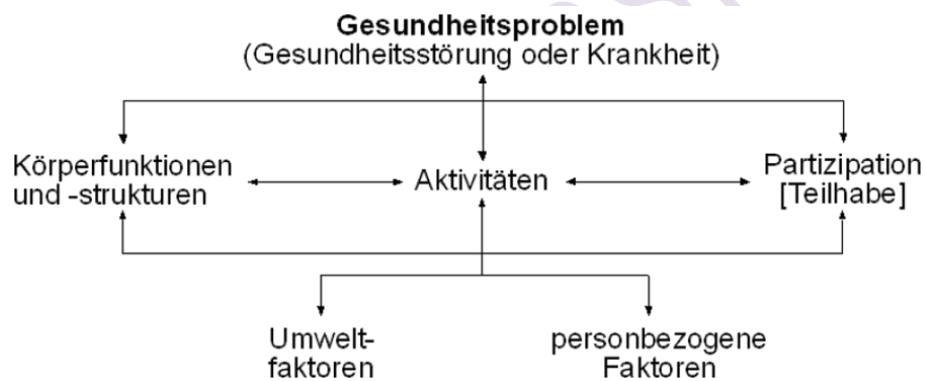 Gesundheitsproblem
(Gesundheitsstörung oder Krankheit)
Körperfunktionen
und -strukturen
Aktivitäten
Partizipation
[Teilhabe]
Umwelt-
faktoren
personbezogene
Faktoren